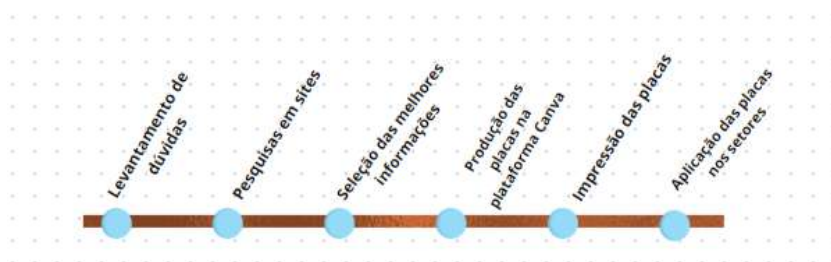 Levantamento de
dúvidas
Pesquisas em sites
Seleção das melhores
informações
Produção das
placas na
plataforma Canva
Impressão das placas
Aplicação das placas
nos setores